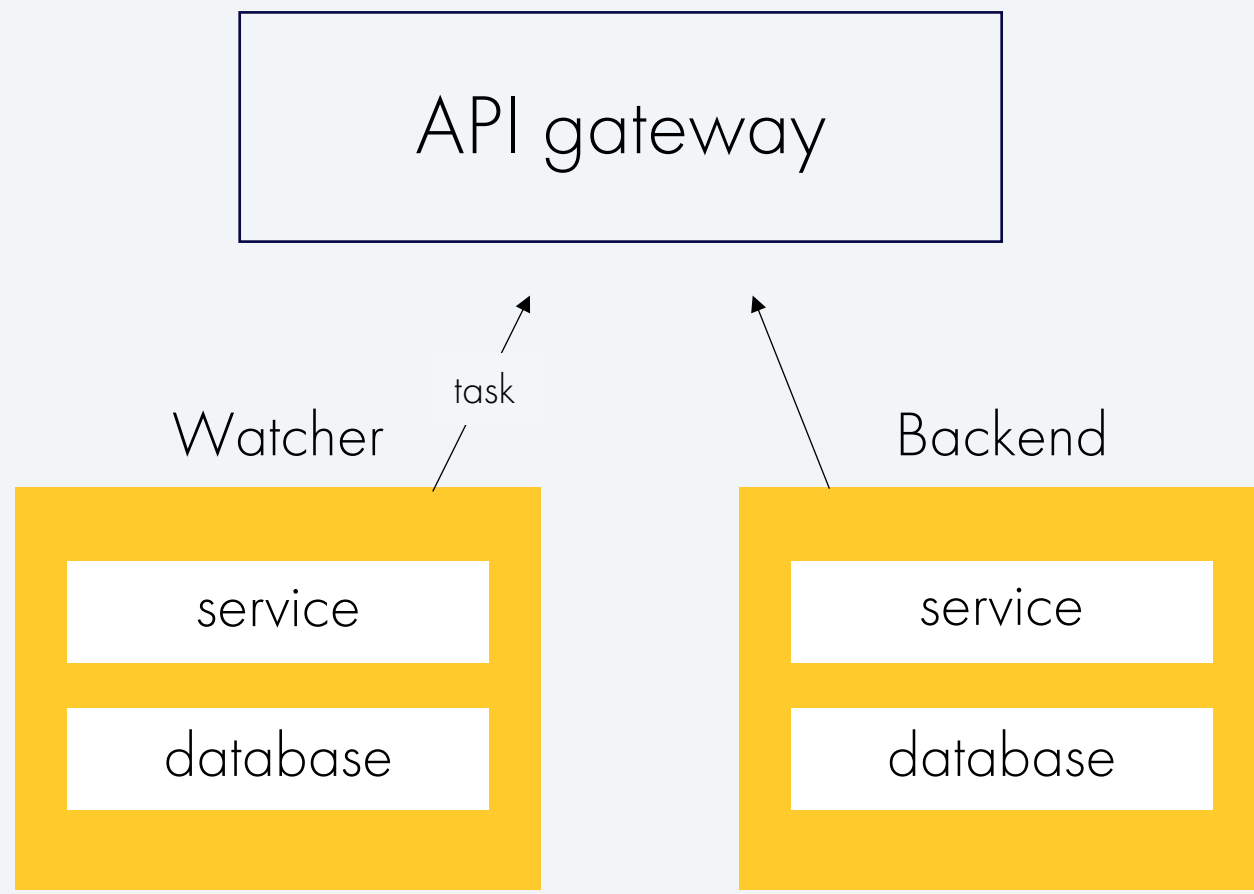 API gateway
task
Watcher
Backend
service
service
database
database